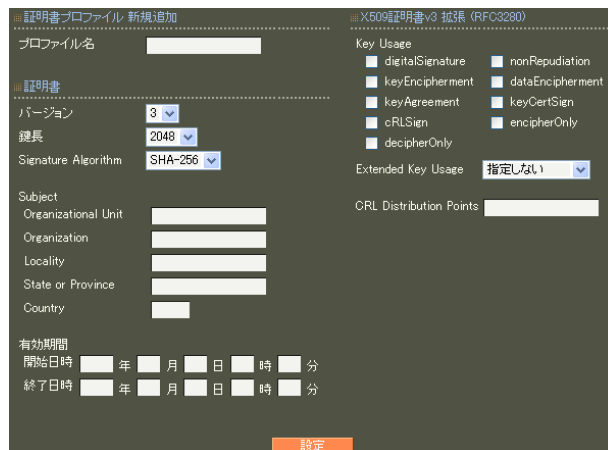 証明書プロファイル 新規追加
プロファイル名
証明書
バージョン 3
鍵長 2048
Signature Algorithm SHA-256
Subject
Organizational Unit
Organization
Locality
State or Province
Country
有効期間
開始日時 年 月 日 時 分
終了日時 年 月 日 時 分
X509証明書v3 拡張 (RFC3280)
Key Usage
digitalSignature nonRepudiation
keyEncipherment dataEncipherment
keyAgreement keyCertSign
cRLSign encipherOnly
decipherOnly
Extended Key Usage 指定しない
CRL Distribution Points
設定